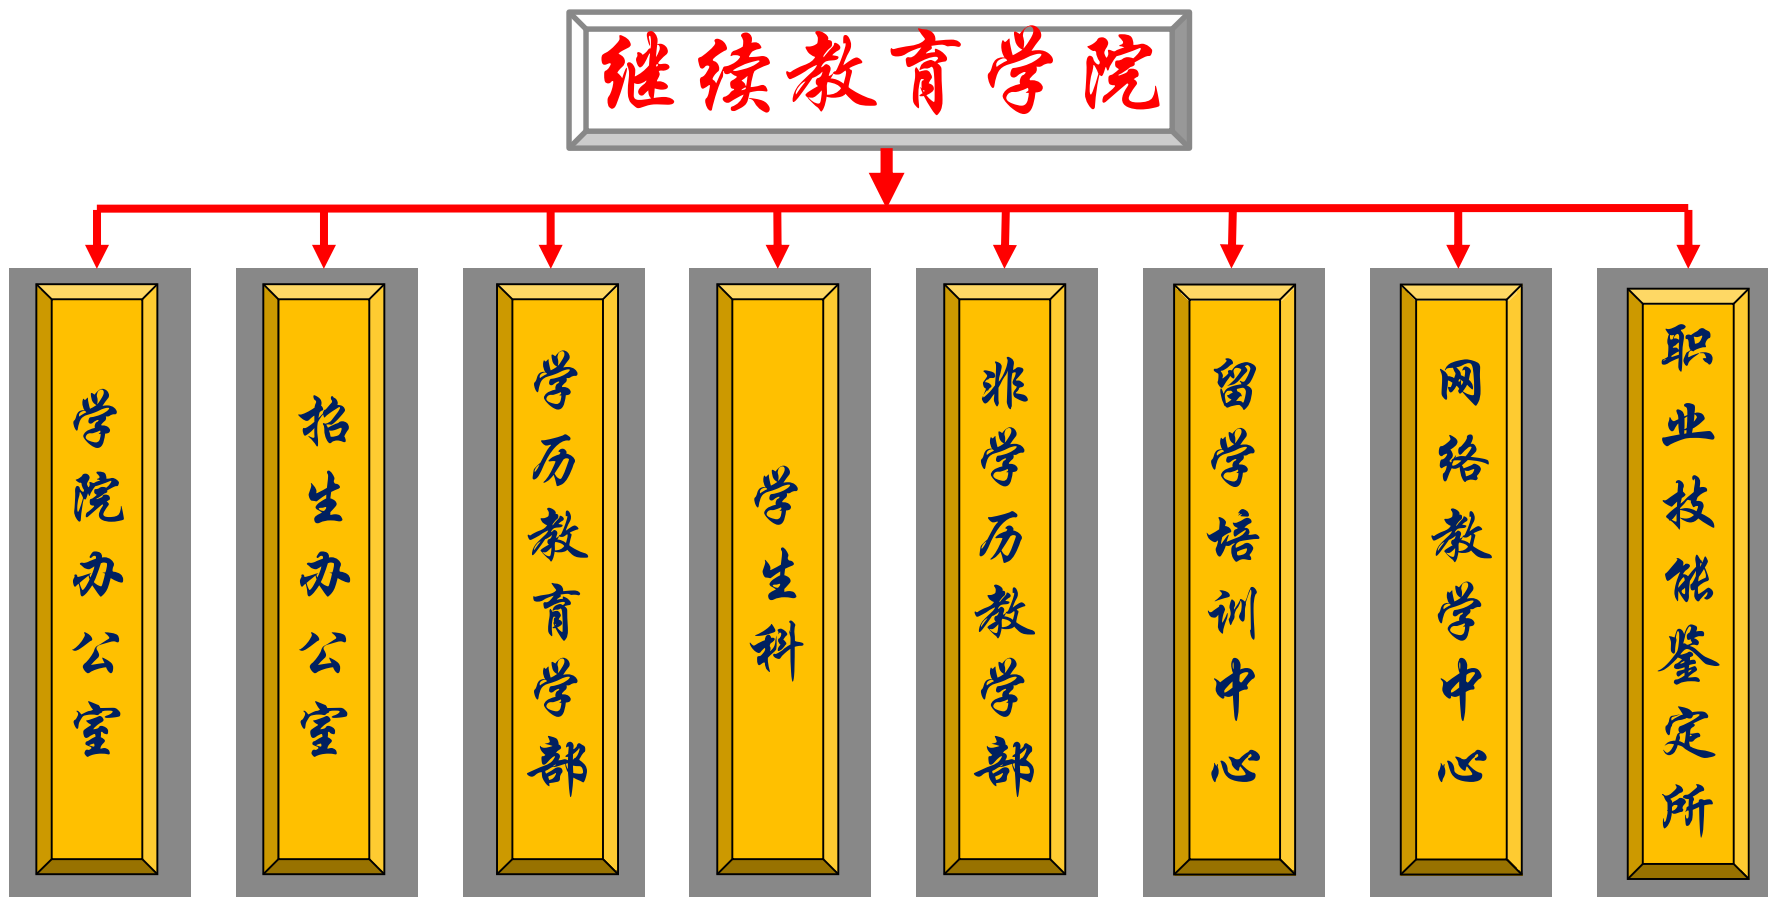 继续教育学院
学院办公室
招生办公室
学历教育学部
学生科
非学历教学部
留学培训中心
网络教学中心
职业技能鉴定所